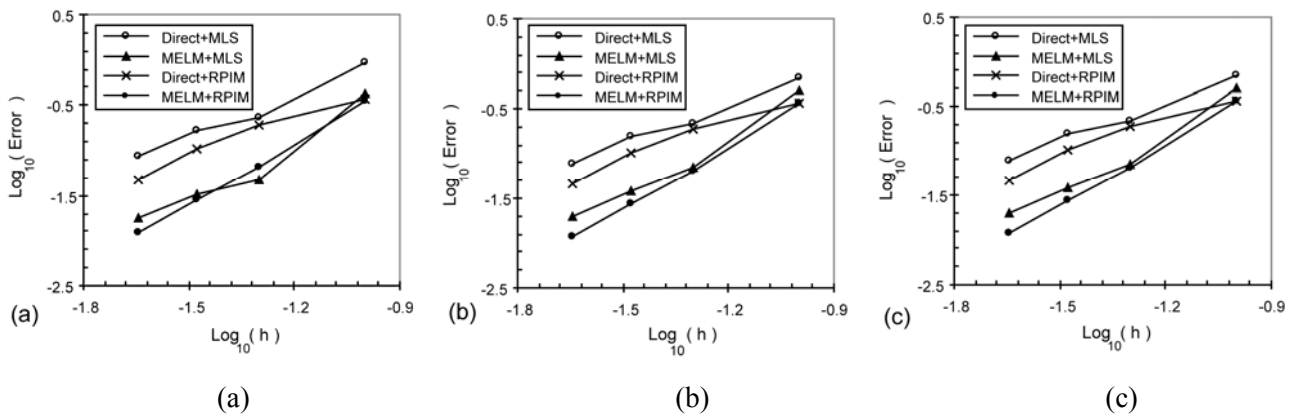 0.5
-0.5
-1.5
-2.5
Log10( Error)
Direct+MLS
MELM+MLS
Direct+RPIM
MELM+RPIM
-1.8
-1.5
-1.2
-0.9
Log10( h)
(a)
0.5
-0.5
-1.5
-2.5
Log10( Error)
Direct+MLS
MELM+MLS
Direct+RPIM
MELM+RPIM
-1.8
-1.5
-1.2
-0.9
Log10 ( h)
(b)
0.5
-0.5
-1.5
-2.5
Log10( Error)
Direct+MLS
MELM+MLS
Direct+RPIM
MELM+RPIM
-1.8
-1.5
-1.2
-0.9
Log10( h)
(c)
(a)
(b)
(c)